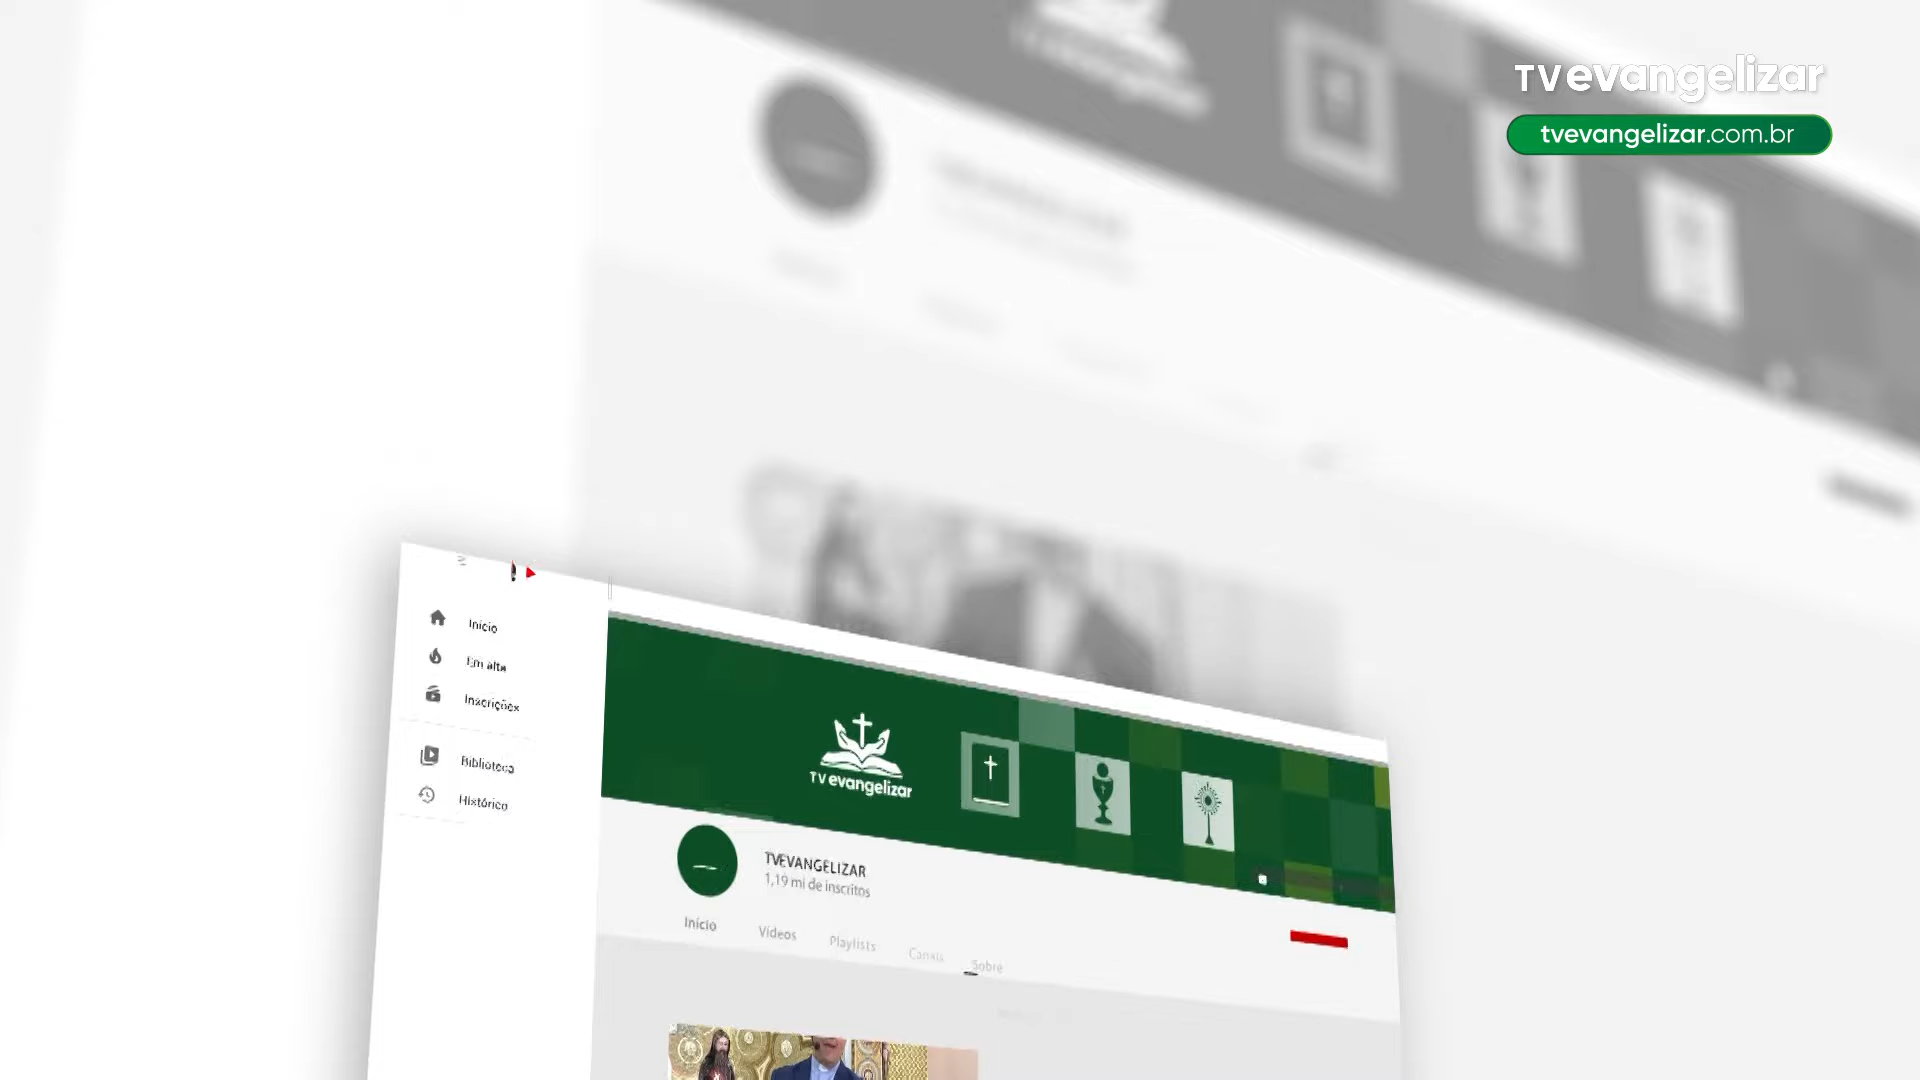 TVevangelizar
tvevangelizar.com.br
Início
Em alta
Inscrições
Biblioteca
Histórico
TV evangelizar
TVEVANGELIZAR
1,19 mi de inscritos
Início
Vídeos
Playlists
Canais
Sobre